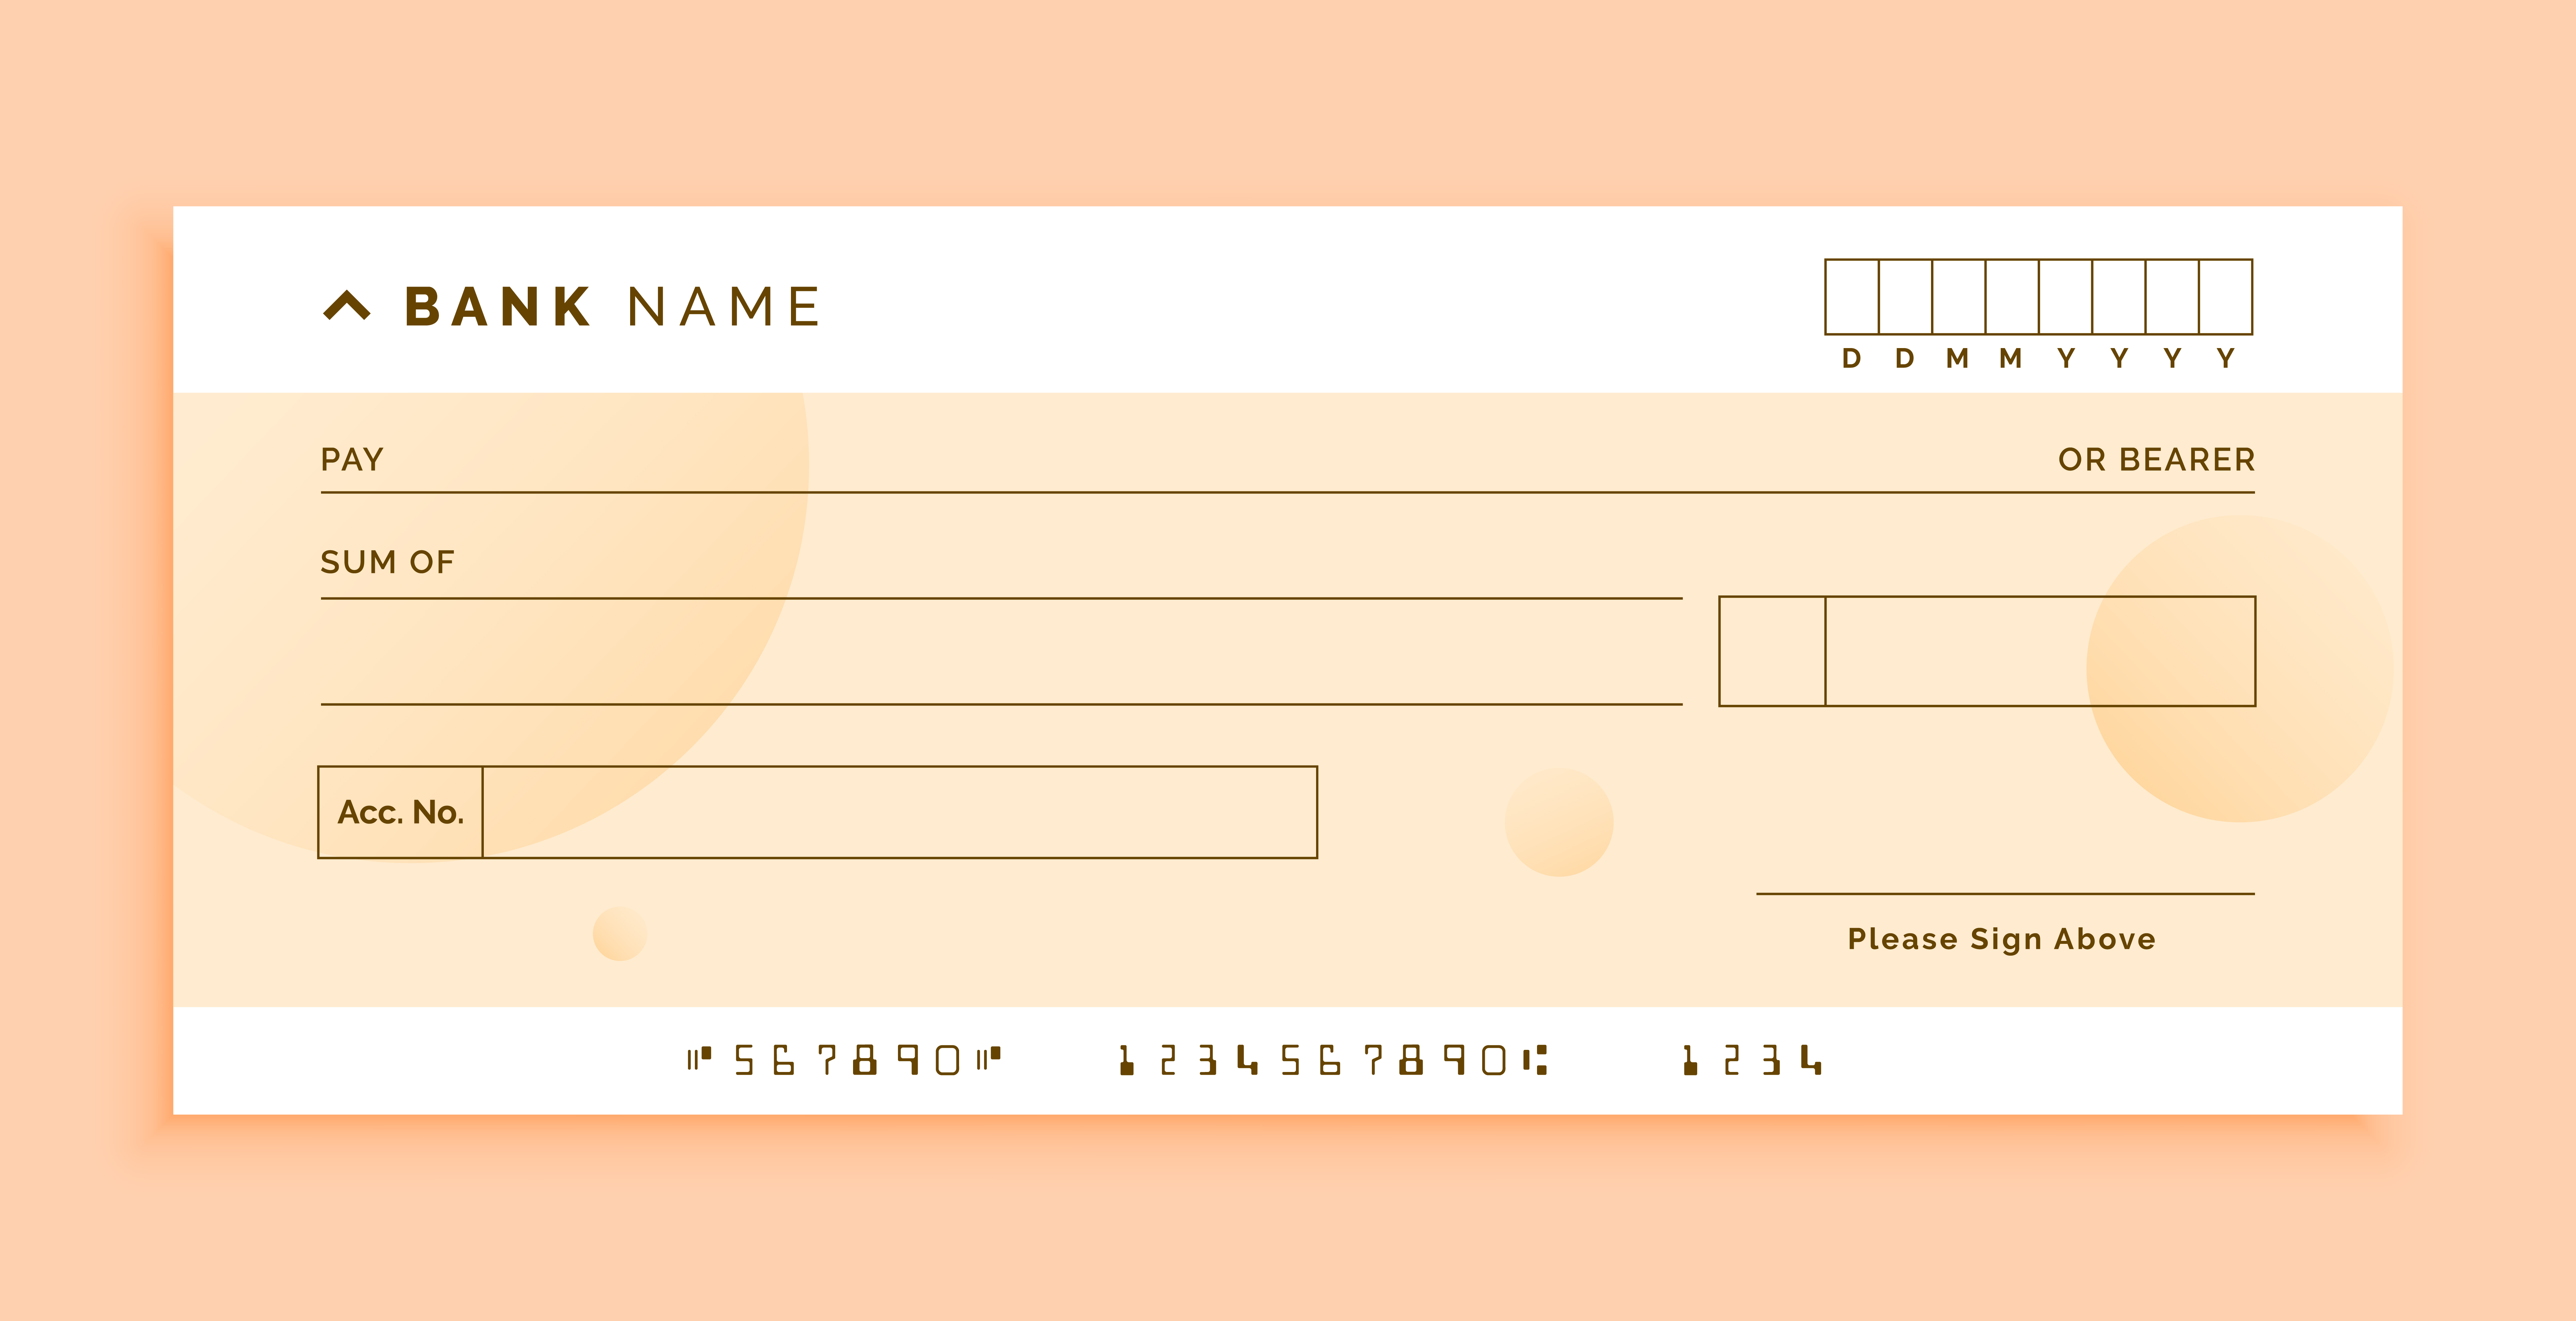 BANK NAME
D D M M Y Y Y Y
PAY OR BEARER
SUM OF
Acc. No.
Please Sign Above
⑈567890⑈ 1234567890⑆ 1234